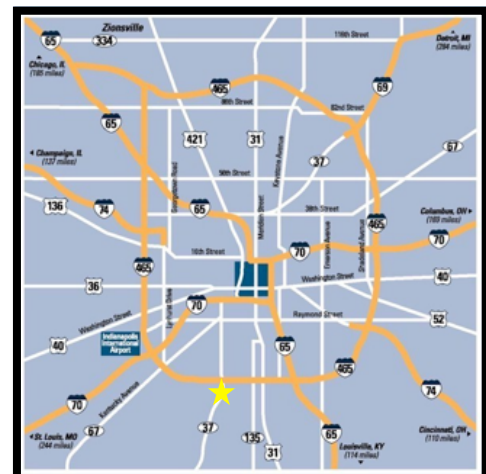 Zionsville
116th Street
Detroit, MI
(284 miles)
65
334
Chicago, IL
(185 miles)
465
69
86th Street
82nd Street
65
421
31
Keystone Avenue
37
67
Champaign, IL
(137 miles)
Georgetown Road
Meridian Street
56th Street
136
74
65
38th Street
Columbus, OH
(169 miles)
70
465
16th Street
70
Emerson Avenue
Shadeland Avenue
465
36
Lynhurst Drive
Washington Street
40
70
Washington Street
Raymond Street
52
40
Indianapolis
International
Airport
65
465
70
Kentucky Avenue
74
St. Louis, MO
(244 miles)
67
37
135
31
65
Louisville, KY
(114 miles)
Cincinnati, OH
(110 miles)